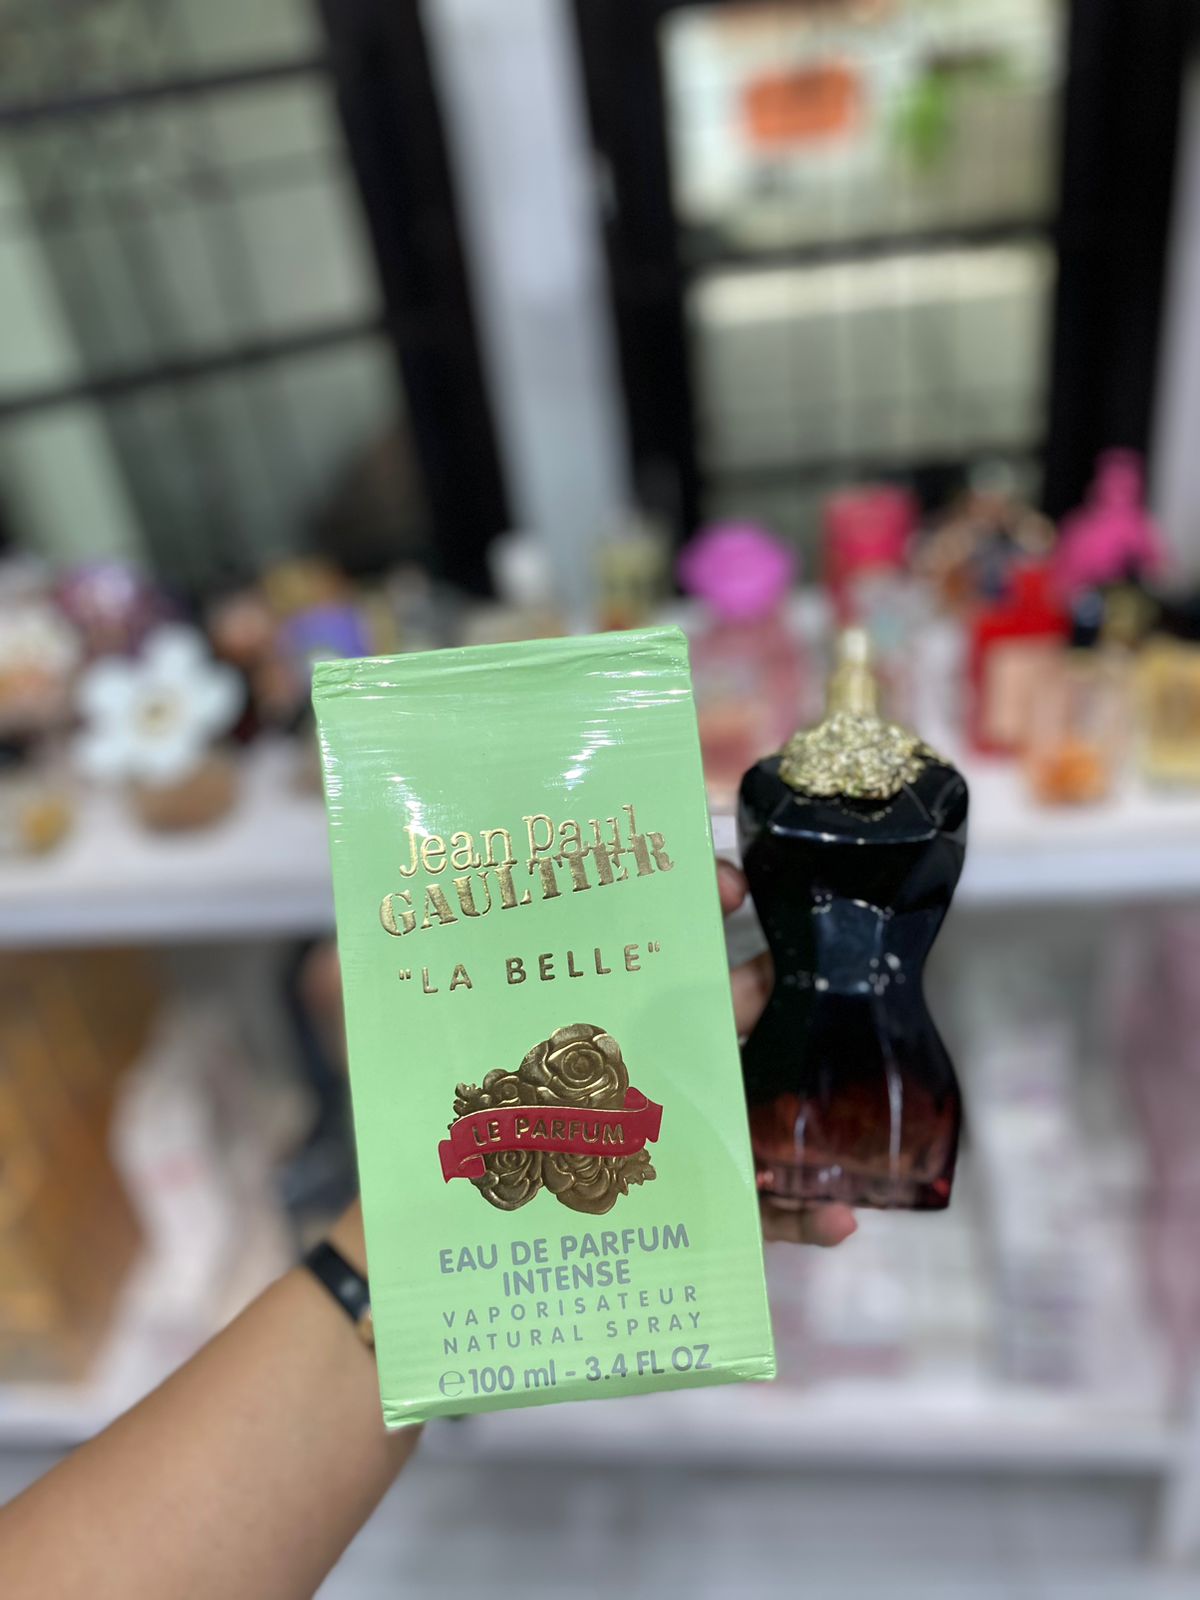 Jean Paul
GAULTIER
"LA BELLE"
LE PARFUM
EAU DE PARFUM
INTENSE
VAPORISATEUR
NATURAL SPRAY
℮100 ml - 3.4 FL OZ